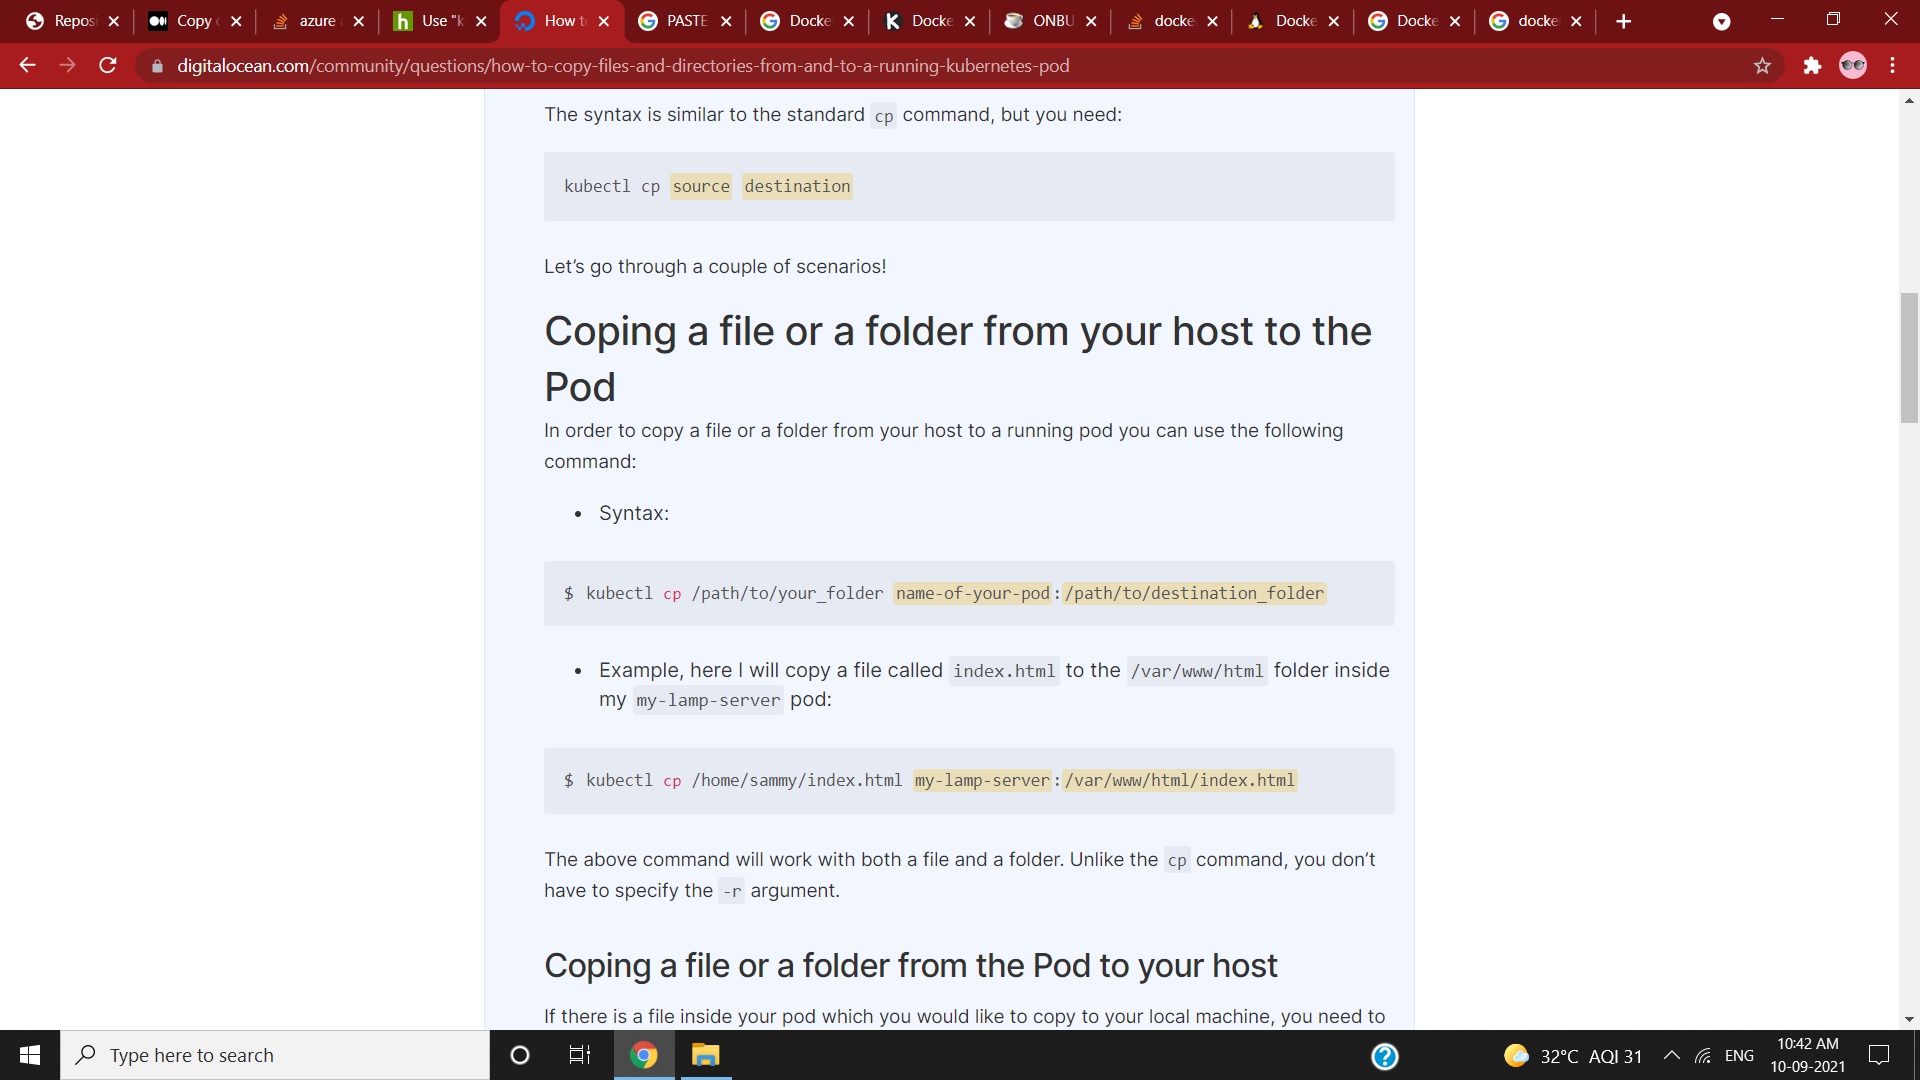 Repos
Copy
azure
Use "k
How t
PASTE
Docke
Docke
ONBU
docke
Docke
Docke
docke
digitalocean.com/community/questions/how-to-copy-files-and-directories-from-and-to-a-running-kubernetes-pod
The syntax is similar to the standard cp command, but you need:
kubectl cp source destination
Let's go through a couple of scenarios!
Coping a file or a folder from your host to the
Pod
In order to copy a file or a folder from your host to a running pod you can use the following
command:
• Syntax:
$ kubectl cp /path/to/your_folder name-of-your-pod:/path/to/destination_folder
• Example, here I will copy a file called index.html to the /var/www/html folder inside
my my-lamp-server pod:
$ kubectl cp /home/sammy/index.html my-lamp-server:/var/www/html/index.html
The above command will work with both a file and a folder. Unlike the cp command, you don't
have to specify the -r argument.
Coping a file or a folder from the Pod to your host
If there is a file inside your pod which you would like to copy to your local machine, you need to
Type here to search
32°C AQI 31
ENG
10:42 AM
10-09-2021